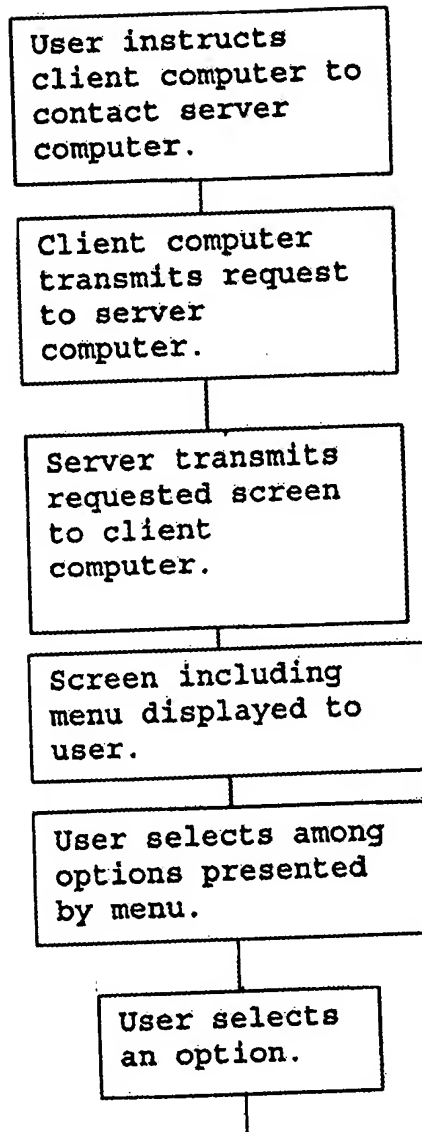 User instructs
client computer to
contact server
computer.
Client computer
transmits request
to server
computer.
Server transmits
requested screen
to client
computer.
Screen including
menu displayed to
user.
User selects among
options presented
by menu.
User selects
an option.